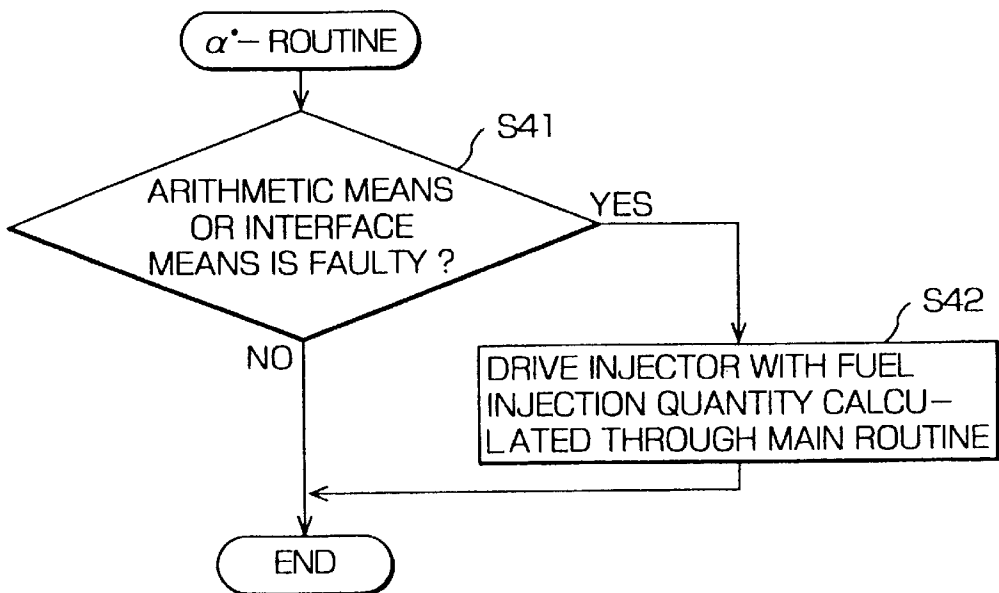 α°– ROUTINE
S41
ARITHMETIC MEANS
OR INTERFACE
MEANS IS FAULTY ?
YES
NO
S42
DRIVE INJECTOR WITH FUEL
INJECTION QUANTITY CALCU–
LATED THROUGH MAIN ROUTINE
END